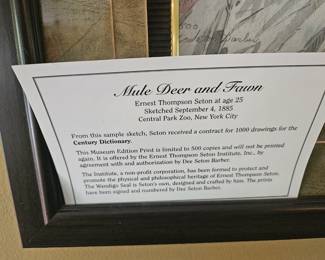 Dee Seton Barber
Mule Deer and Fawn
Ernest Thompson Seton at age 25
Sketched September 4, 1885
Central Park Zoo, New York City
From this sample sketch, Seton received a contract for 1000 drawings for the
Century Dictionary.
This Museum Edition Print is limited to 500 copies and will not be printed
again. It is offered by the Ernest Thompson Seton Institute, Inc., by
agreement with and authorization by Dee Seton Barber.
The Institute, a non-profit corporation, has been formed to protect and
promote the physical and philosophical heritage of Ernest Thompson Seton.
The Wendigo Seal is Seton's own, designed and crafted by him. The prints
have been signed and numbered by Dee Seton Barber.